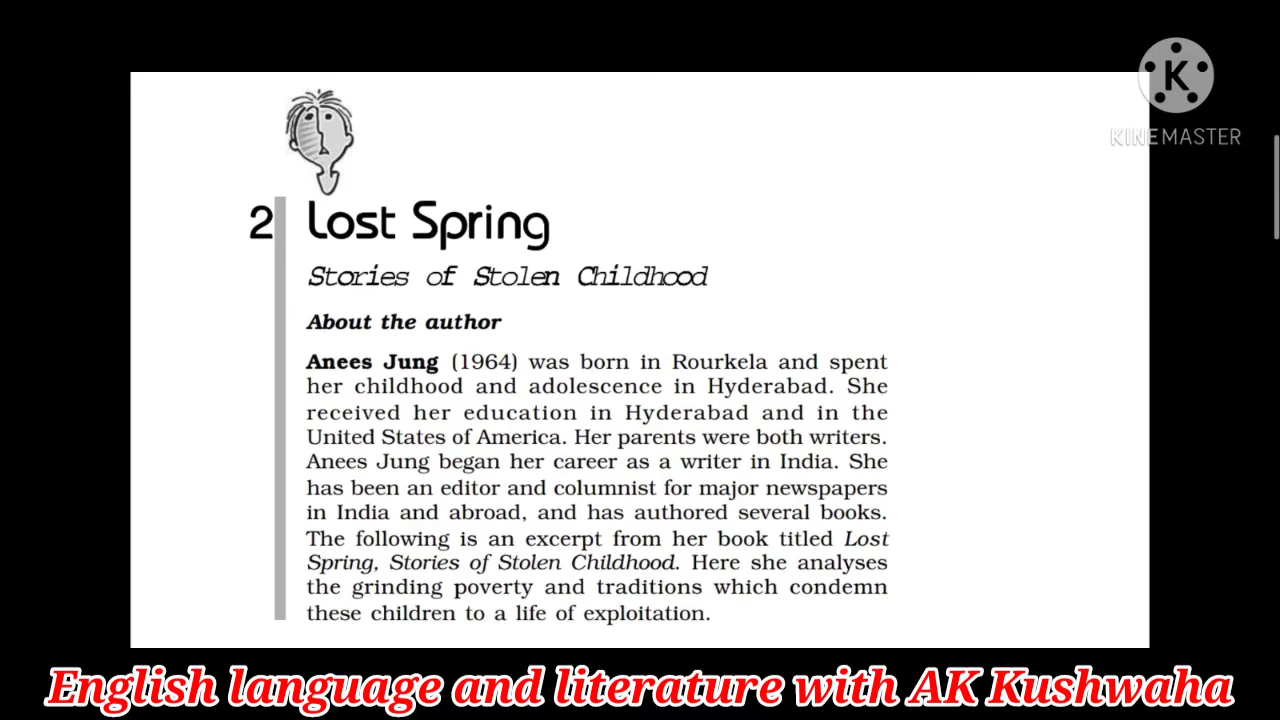 K
KINEMASTER
2 Lost Spring
Stories of Stolen Childhood
About the author
Anees Jung (1964) was born in Rourkela and spent
her childhood and adolescence in Hyderabad. She
received her education in Hyderabad and in the
United States of America. Her parents were both writers.
Anees Jung began her career as a writer in India. She
has been an editor and columnist for major newspapers
in India and abroad, and has authored several books.
The following is an excerpt from her book titled Lost
Spring, Stories of Stolen Childhood. Here she analyses
the grinding poverty and traditions which condemn
these children to a life of exploitation.
English language and literature with AK Kushwaha